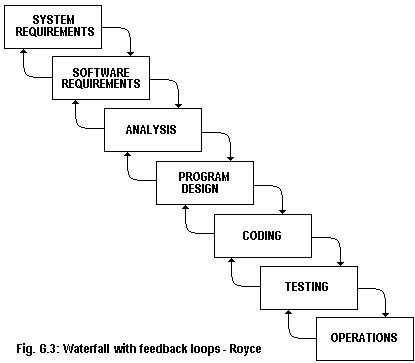 SYSTEM
REQUIREMENTS
SOFTWARE
REQUIREMENTS
ANALYSIS
PROGRAM
DESIGN
CODING
TESTING
OPERATIONS
Fig. G.3: Waterfall with feedback loops - Royce